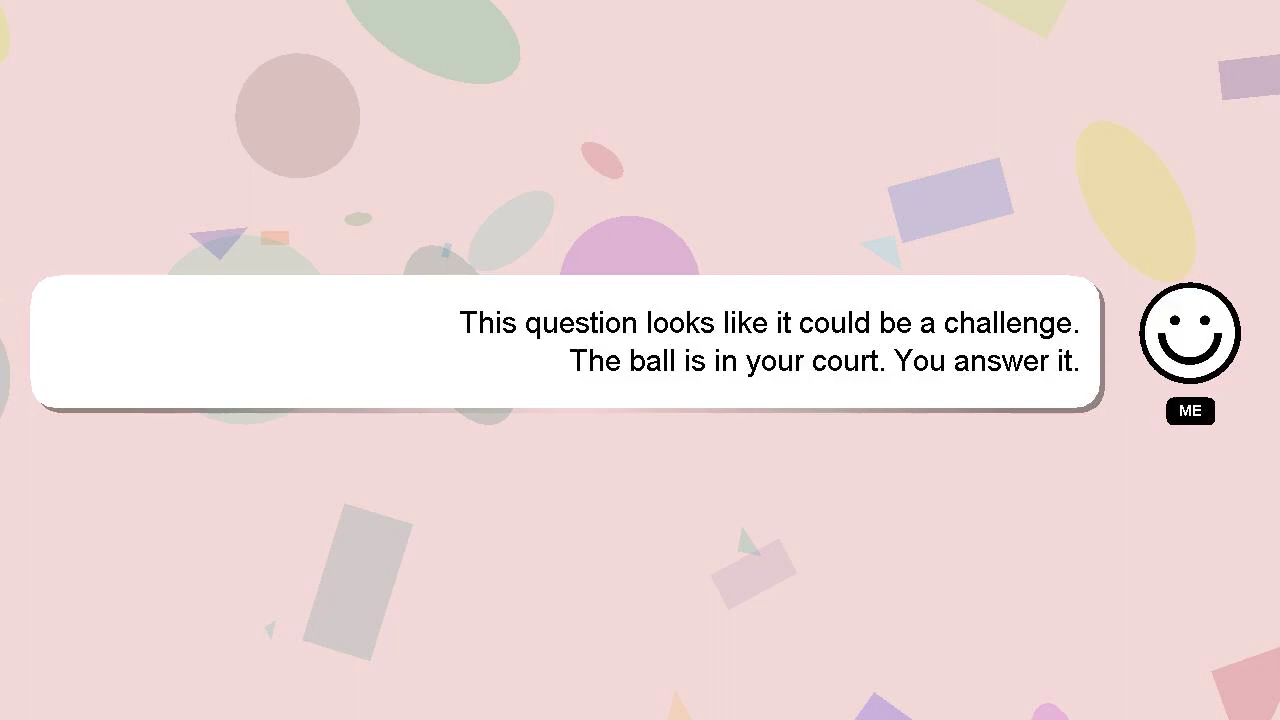 This question looks like it could be a challenge.
The ball is in your court. You answer it.
ME